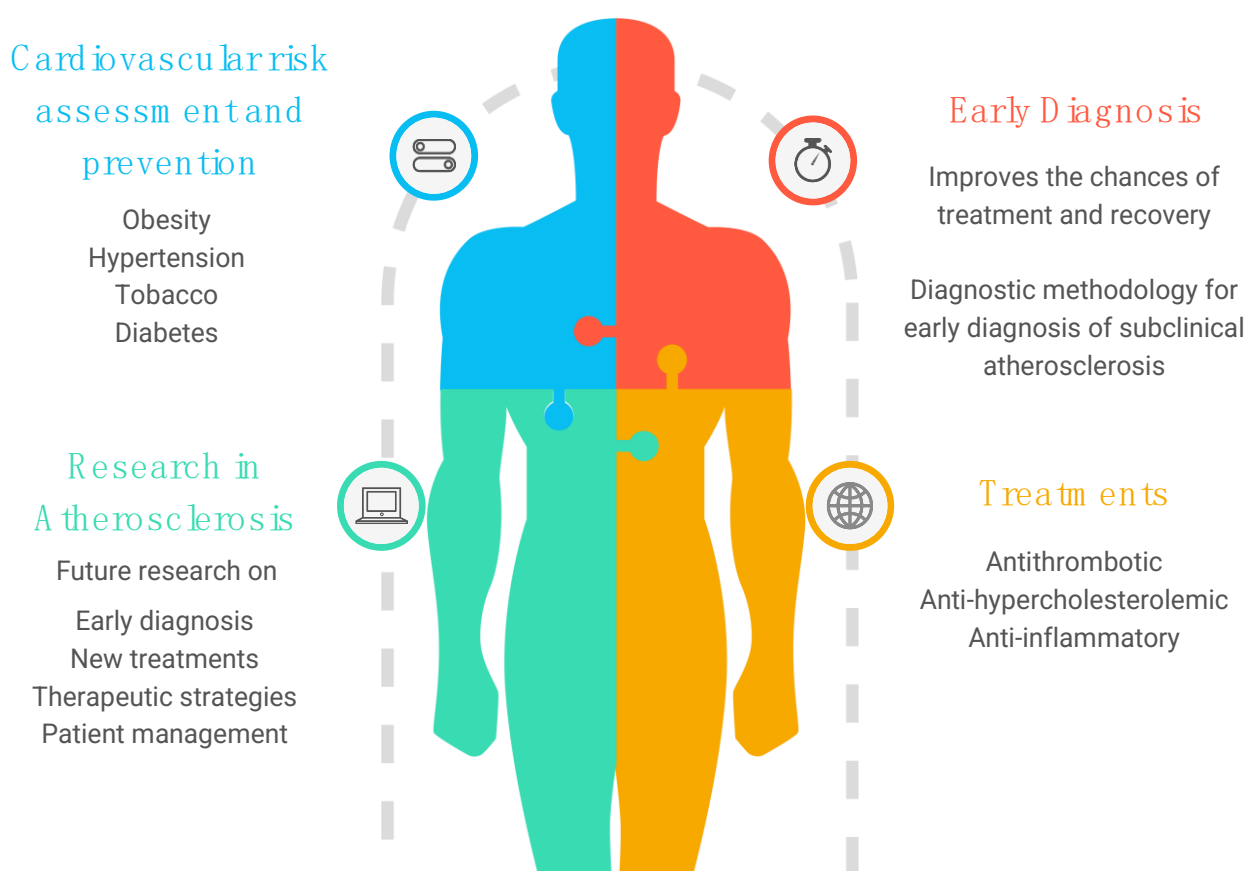 Cardiovascular risk
assessment and
prevention
Obesity
Hypertension
Tobacco
Diabetes
Early Diagnosis
Improves the chances of
treatment and recovery
Diagnostic methodology for
early diagnosis of subclinical
atherosclerosis
Research in
Atherosclerosis
Future research on
Early diagnosis
New treatments
Therapeutic strategies
Patient management
Treatments
Antithrombotic
Anti-hypercholesterolemic
Anti-inflammatory